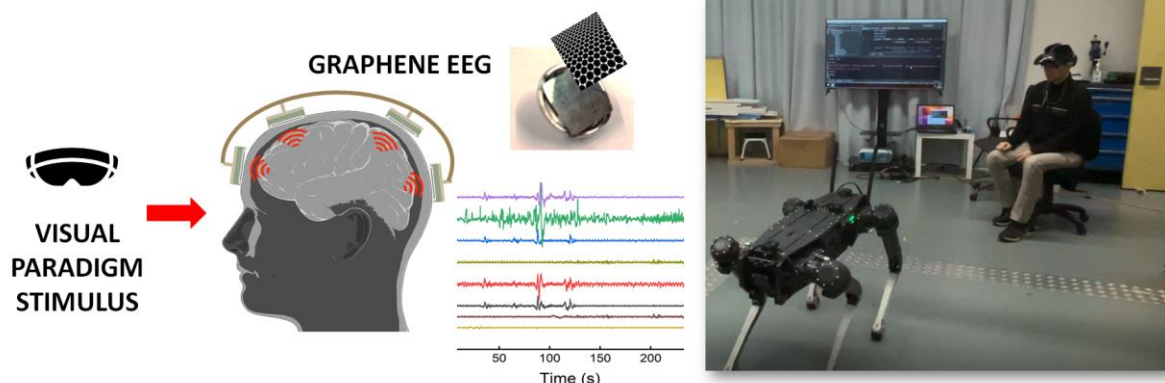 GRAPHENE EEG
VISUAL
PARADIGM
STIMULUS
50 100 150 200
Time (s)